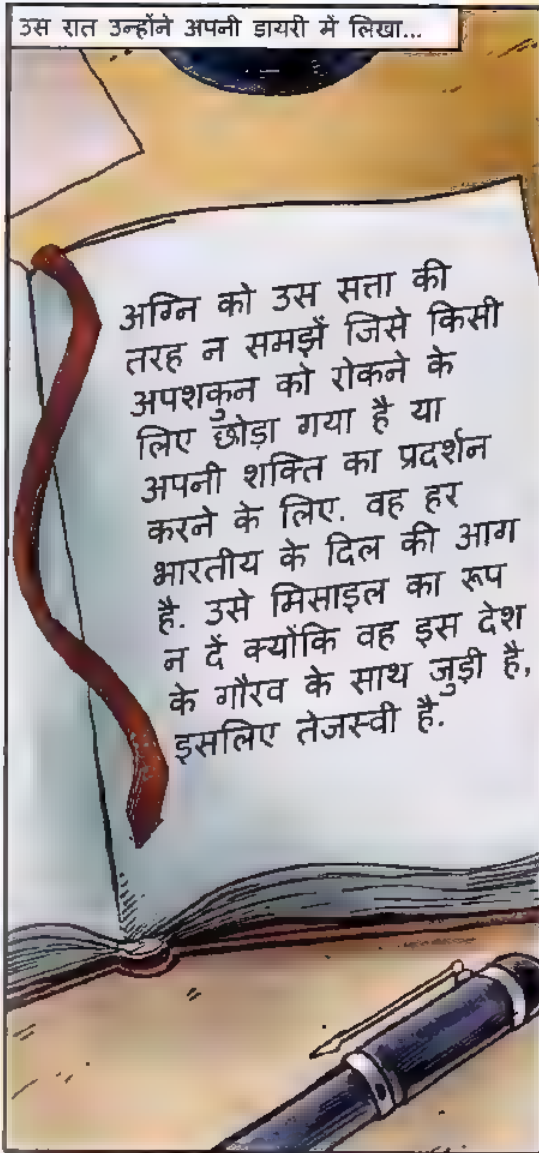 उस रात उन्होंने अपनी डायरी में लिखा...
अग्नि को उस सत्ता की
तरह न समझें जिसे किसी
अपशकुन को रोकने के
लिए छोड़ा गया है या
अपनी शक्ति का प्रदर्शन
करने के लिए. वह हर
भारतीय के दिल की आग
है. उसे मिसाइल का रूप
न दें क्योंकि वह इस देश
के गौरव के साथ जुड़ी है,
इसलिए तेजस्वी है.